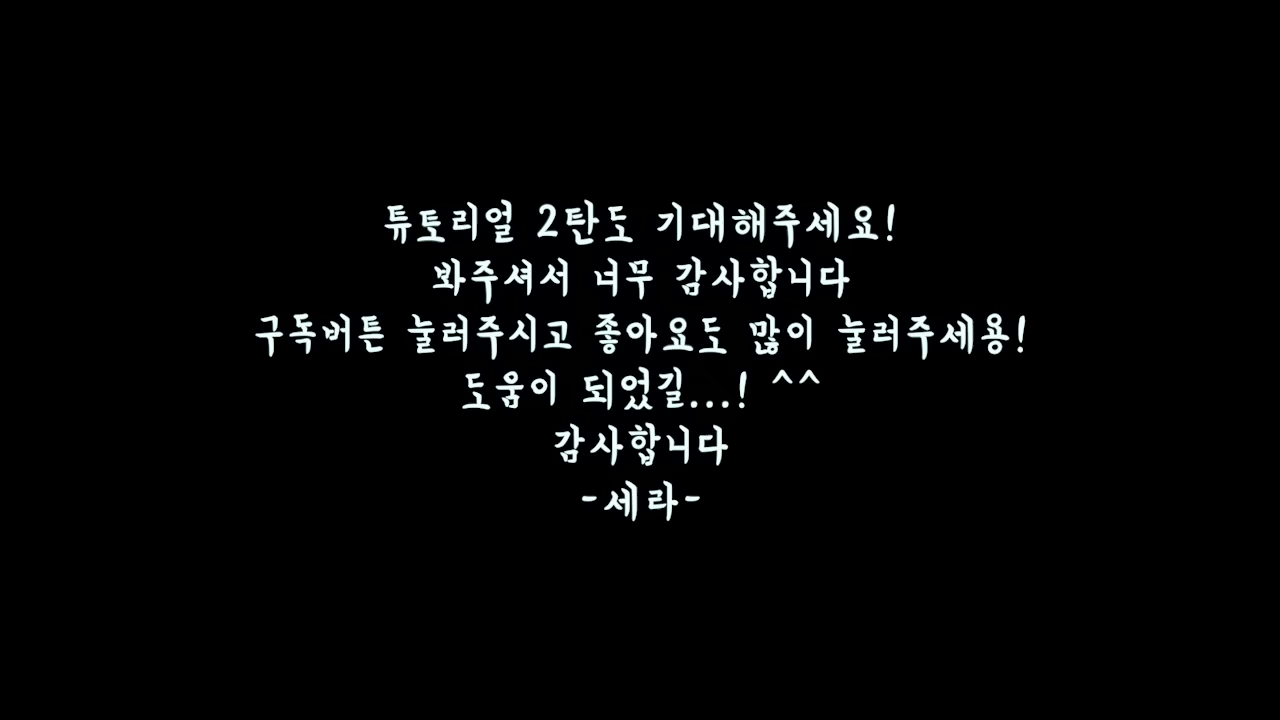 튜토리얼 2탄도 기대해주세요!
봐주셔서 너무 감사합니다
구독버튼 눌러주시고 좋아요도 많이 눌러주세용!
도움이 되었길...! ^^
감사합니다
-세라-